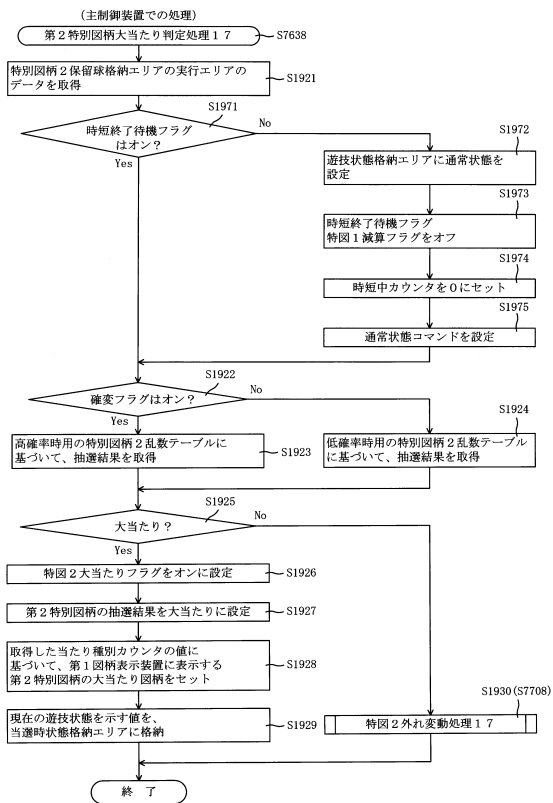 (主制御装置での処理)
第２特別図柄大当たり判定処理１７
S7638
特別図柄２保留球格納エリアの実行エリアの
データを取得
S1921
S1971
時短終了待機フラグ
はオン？
No
Yes
S1972
遊技状態格納エリアに通常状態を
設定
S1973
時短終了待機フラグ
特図１減算フラグをオフ
S1974
時短中カウンタを０にセット
S1975
通常状態コマンドを設定
S1922
確変フラグはオン？
No
Yes
高確率時用の特別図柄２乱数テーブルに
基づいて、抽選結果を取得
S1923
S1924
低確率時用の特別図柄２乱数テーブル
に基づいて、抽選結果を取得
S1925
大当たり？
No
Yes
特図２大当たりフラグをオンに設定
S1926
第２特別図柄の抽選結果を大当たりに設定
S1927
取得した当たり種別カウンタの値に
基づいて、第１図柄表示装置に表示する
第２特別図柄の大当たり図柄をセット
S1928
現在の遊技状態を示す値を、
当選時状態格納エリアに格納
S1929
S1930(S7708)
特図２外れ変動処理１７
終 了